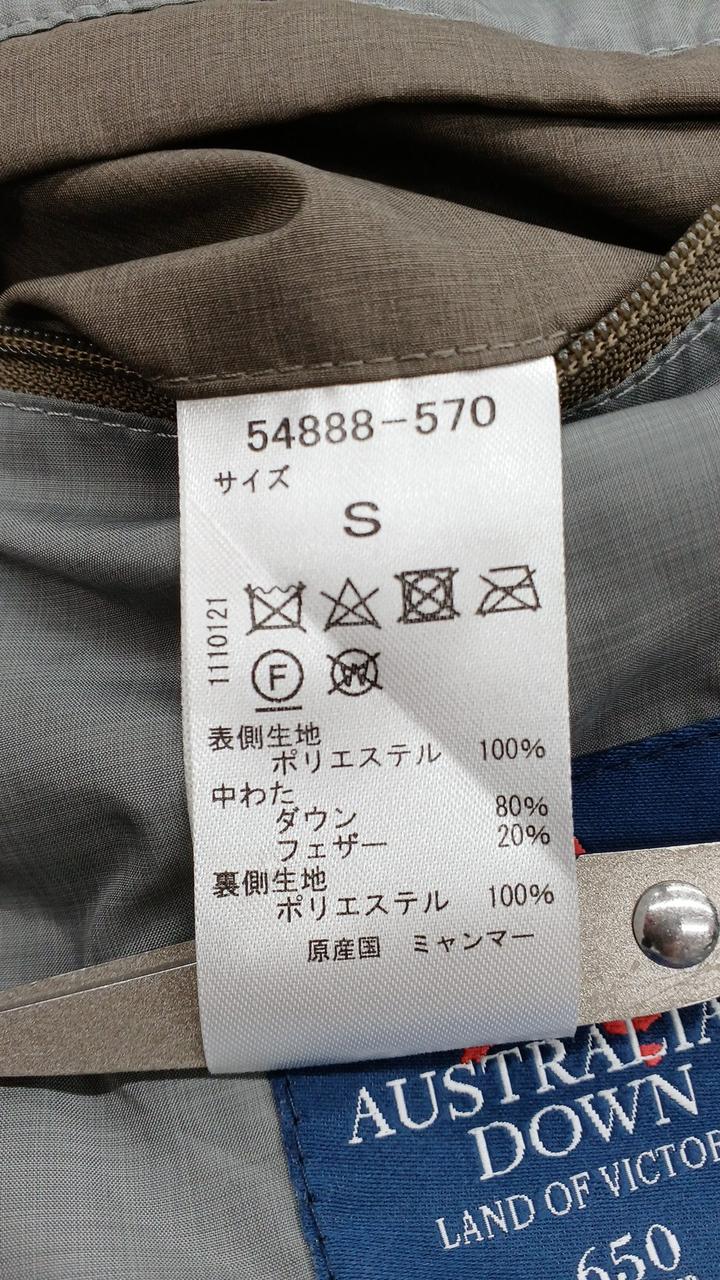 54888-570
サイズ
S
1110121
F
W
表側生地
ポリエステル 100%
中わた
ダウン 80%
フェザー 20%
裏側生地
ポリエステル 100%
原産国 ミャンマー
AUSTRALIA
DOWN
LAND OF VICTOR
650